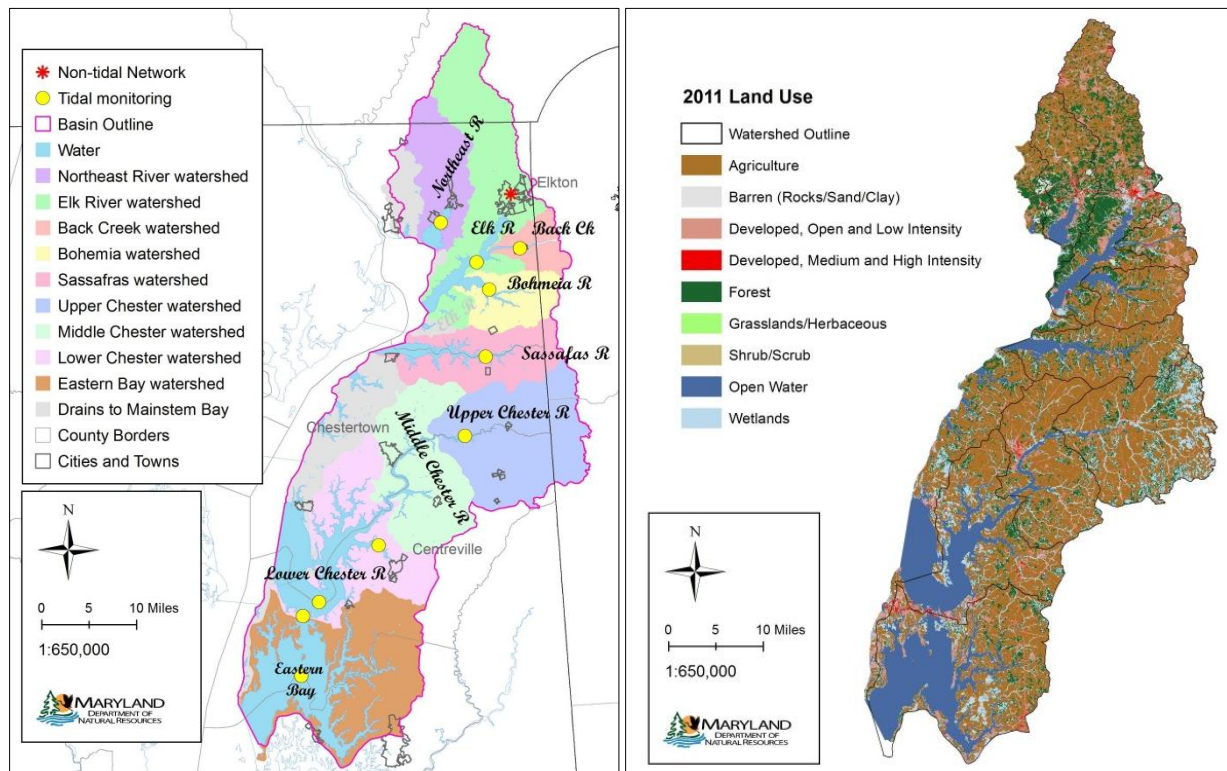 Non-tidal Network
Tidal monitoring
Basin Outline
Water
Northeast River watershed
Elk River watershed
Back Creek watershed
Bohemia watershed
Sassafras watershed
Upper Chester watershed
Middle Chester watershed
Lower Chester watershed
Eastern Bay watershed
Drains to Mainstem Bay
County Borders
Cities and Towns
N
0 5 10 Miles
1:650,000
MARYLAND
DEPARTMENT OF
NATURAL RESOURCES
Northeast R
Elkton
Elk R
Back Ck
Bohmeia R
Elk R
Sassafas R
Upper Chester R
Chestertown
Middle Chester R
Centreville
Lower Chester R
Eastern
Bay
2011 Land Use
Watershed Outline
Agriculture
Barren (Rocks/Sand/Clay)
Developed, Open and Low Intensity
Developed, Medium and High Intensity
Forest
Grasslands/Herbaceous
Shrub/Scrub
Open Water
Wetlands
N
0 5 10 Miles
1:650,000
MARYLAND
DEPARTMENT OF
NATURAL RESOURCES